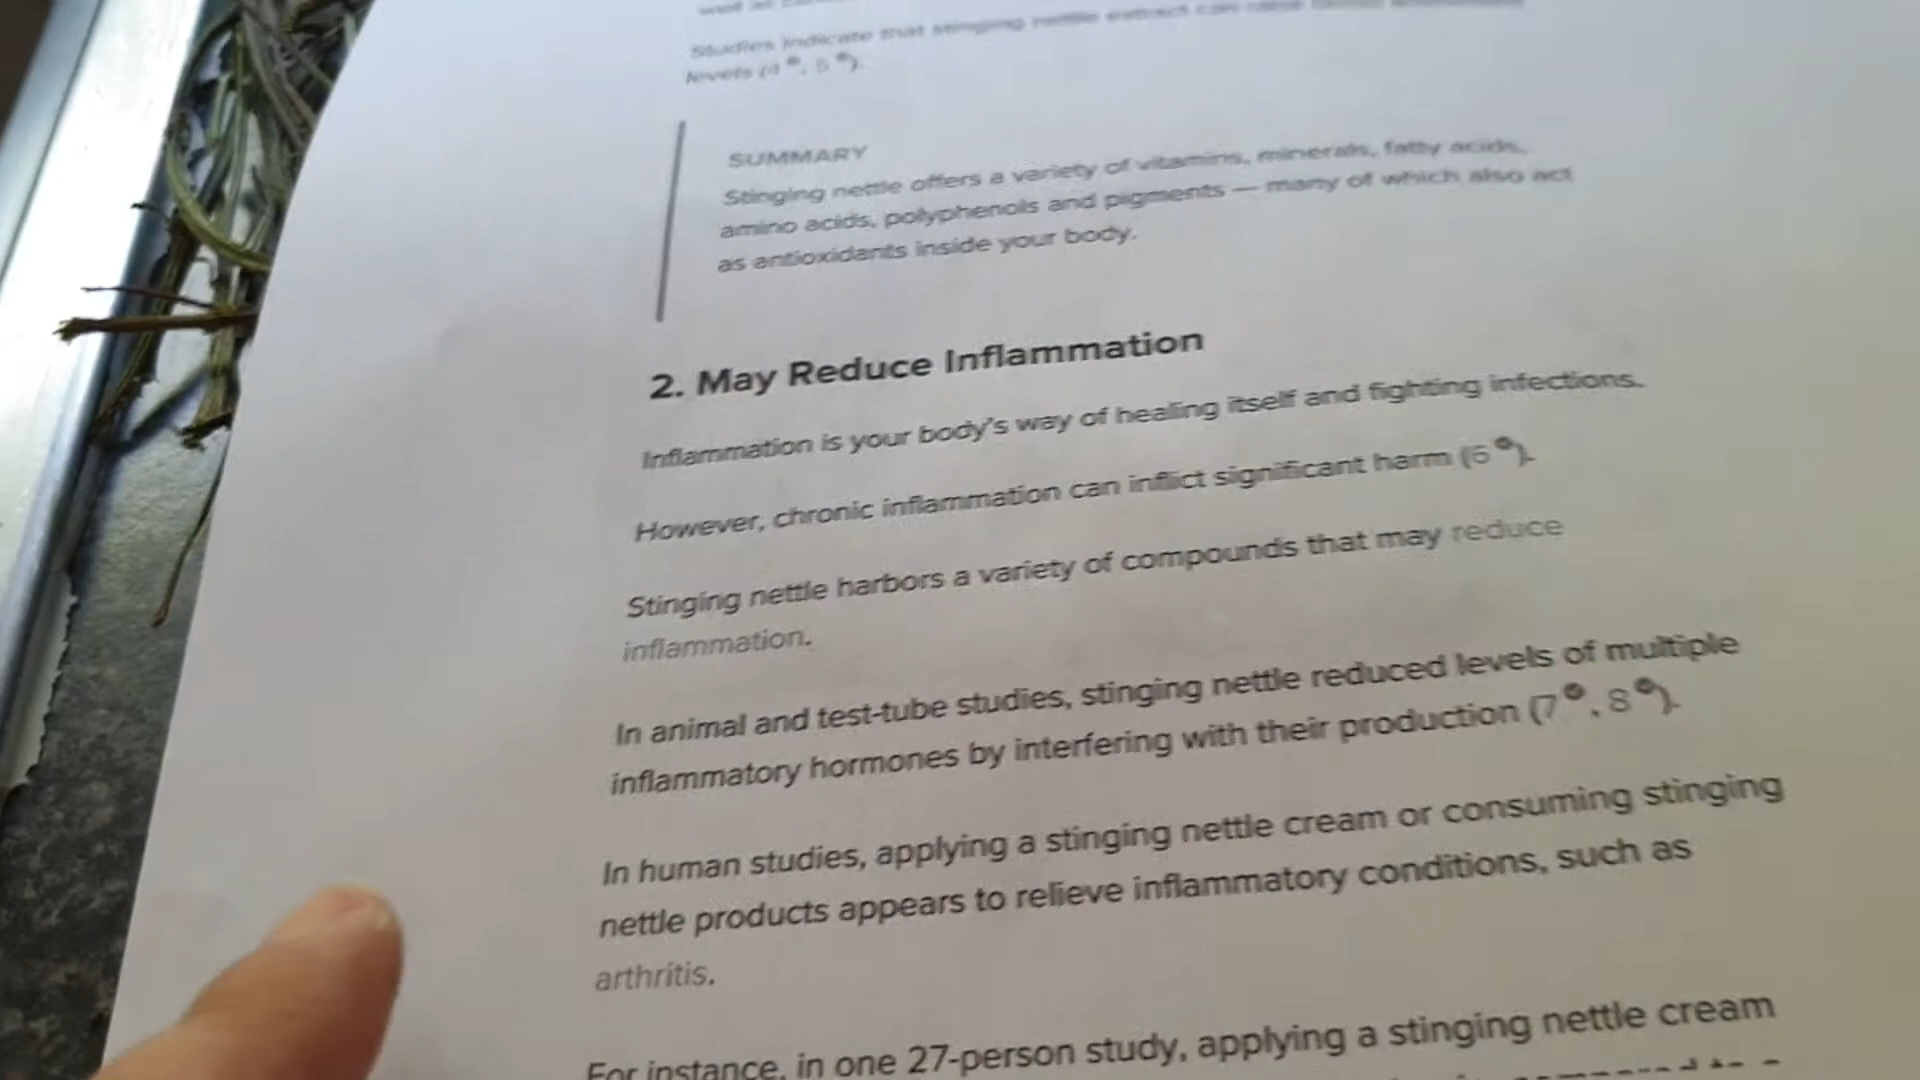 Studies indicate that stinging nettle extract can raise
levels (4, 5).
SUMMARY
Stinging nettle offers a variety of vitamins, minerals, fatty acids,
amino acids, polyphenols and pigments — many of which also act
as antioxidants inside your body.
2. May Reduce Inflammation
Inflammation is your body's way of healing itself and fighting infections.
However, chronic inflammation can inflict significant harm (6).
Stinging nettle harbors a variety of compounds that may reduce
inflammation.
In animal and test-tube studies, stinging nettle reduced levels of multiple
inflammatory hormones by interfering with their production (7, 8).
In human studies, applying a stinging nettle cream or consuming stinging
nettle products appears to relieve inflammatory conditions, such as
arthritis.
For instance, in one 27-person study, applying a stinging nettle cream